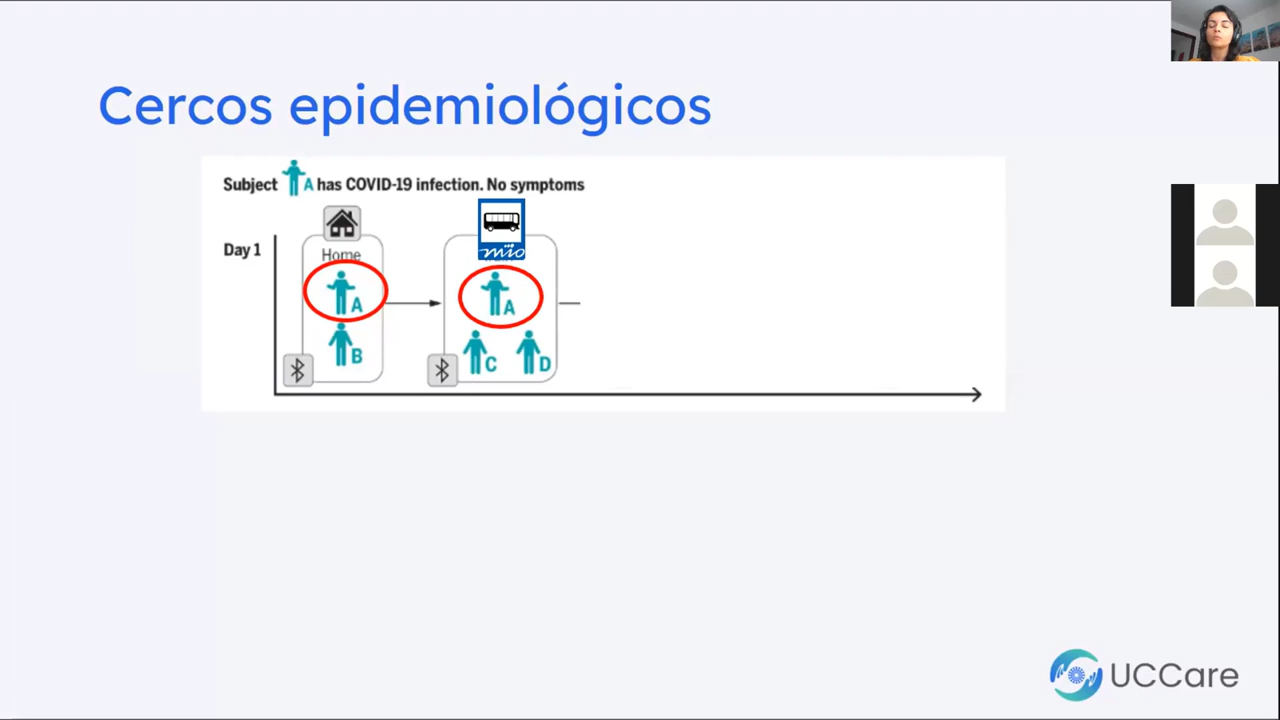 Cercos epidemiológicos
Subject A has COVID-19 infection. No symptoms
mio
Day 1
Home
A
A
B
C
D
UCCare